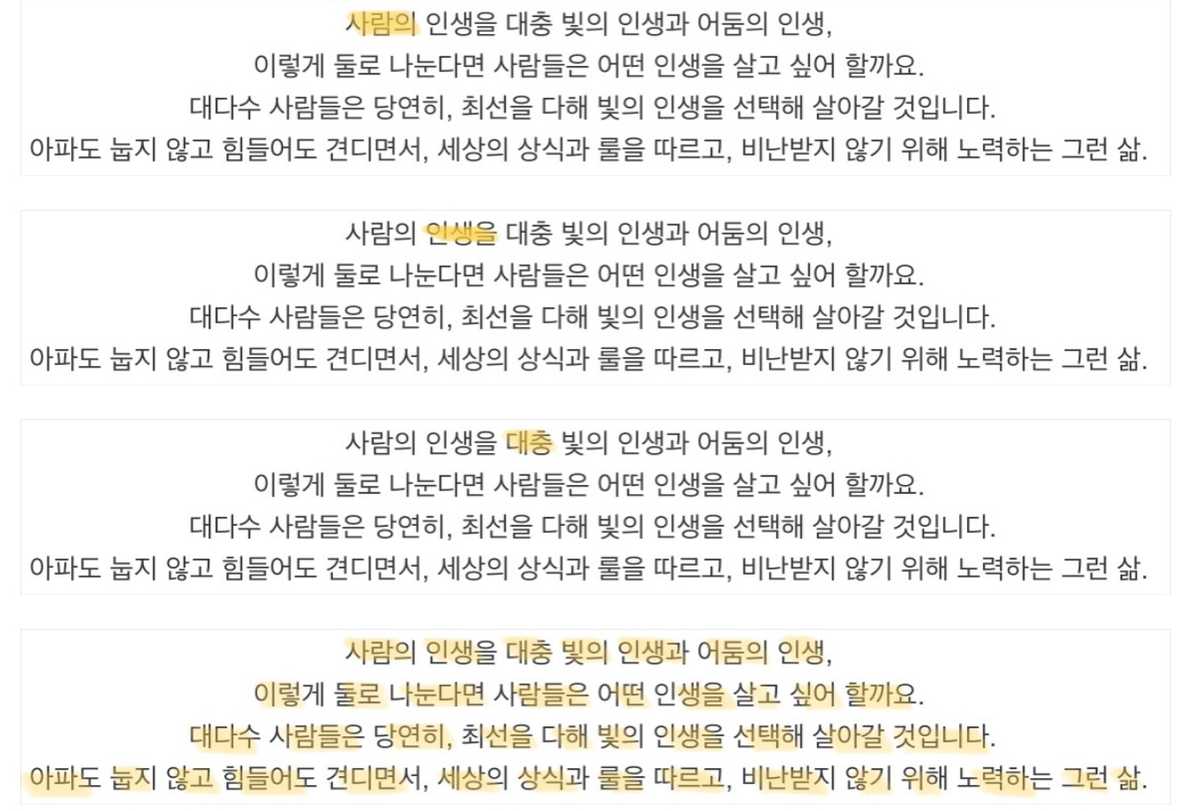 사람의 인생을 대충 빛의 인생과 어둠의 인생,
이렇게 둘로 나눈다면 사람들은 어떤 인생을 살고 싶어 할까요.
대다수 사람들은 당연히, 최선을 다해 빛의 인생을 선택해 살아갈 것입니다.
아파도 눕지 않고 힘들어도 견디면서, 세상의 상식과 룰을 따르고, 비난받지 않기 위해 노력하는 그런 삶.
사람의 인생을 대충 빛의 인생과 어둠의 인생,
이렇게 둘로 나눈다면 사람들은 어떤 인생을 살고 싶어 할까요.
대다수 사람들은 당연히, 최선을 다해 빛의 인생을 선택해 살아갈 것입니다.
아파도 눕지 않고 힘들어도 견디면서, 세상의 상식과 룰을 따르고, 비난받지 않기 위해 노력하는 그런 삶.
사람의 인생을 대충 빛의 인생과 어둠의 인생,
이렇게 둘로 나눈다면 사람들은 어떤 인생을 살고 싶어 할까요.
대다수 사람들은 당연히, 최선을 다해 빛의 인생을 선택해 살아갈 것입니다.
아파도 눕지 않고 힘들어도 견디면서, 세상의 상식과 룰을 따르고, 비난받지 않기 위해 노력하는 그런 삶.
사람의 인생을 대충 빛의 인생과 어둠의 인생,
이렇게 둘로 나눈다면 사람들은 어떤 인생을 살고 싶어 할까요.
대다수 사람들은 당연히, 최선을 다해 빛의 인생을 선택해 살아갈 것입니다.
아파도 눕지 않고 힘들어도 견디면서, 세상의 상식과 룰을 따르고, 비난받지 않기 위해 노력하는 그런 삶.